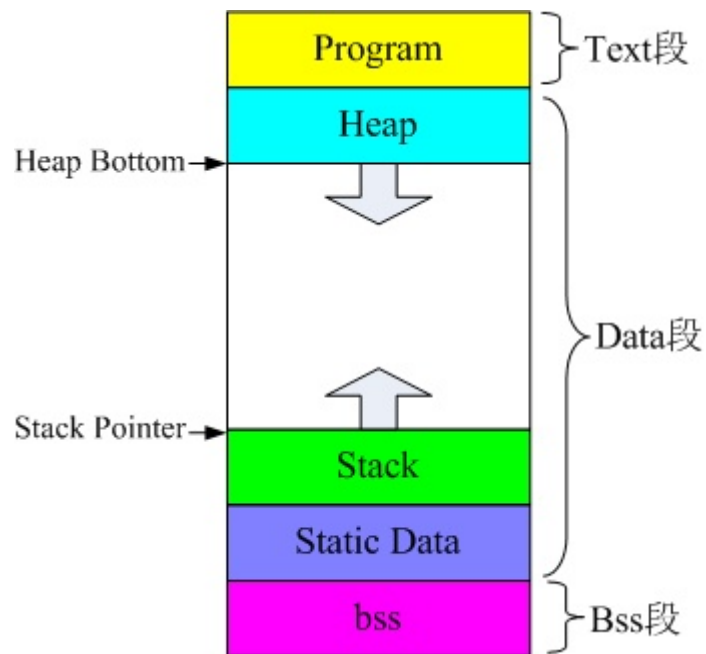 Program
Text段
Heap
Heap Bottom
Data段
Stack Pointer
Stack
Static Data
bss
Bss段